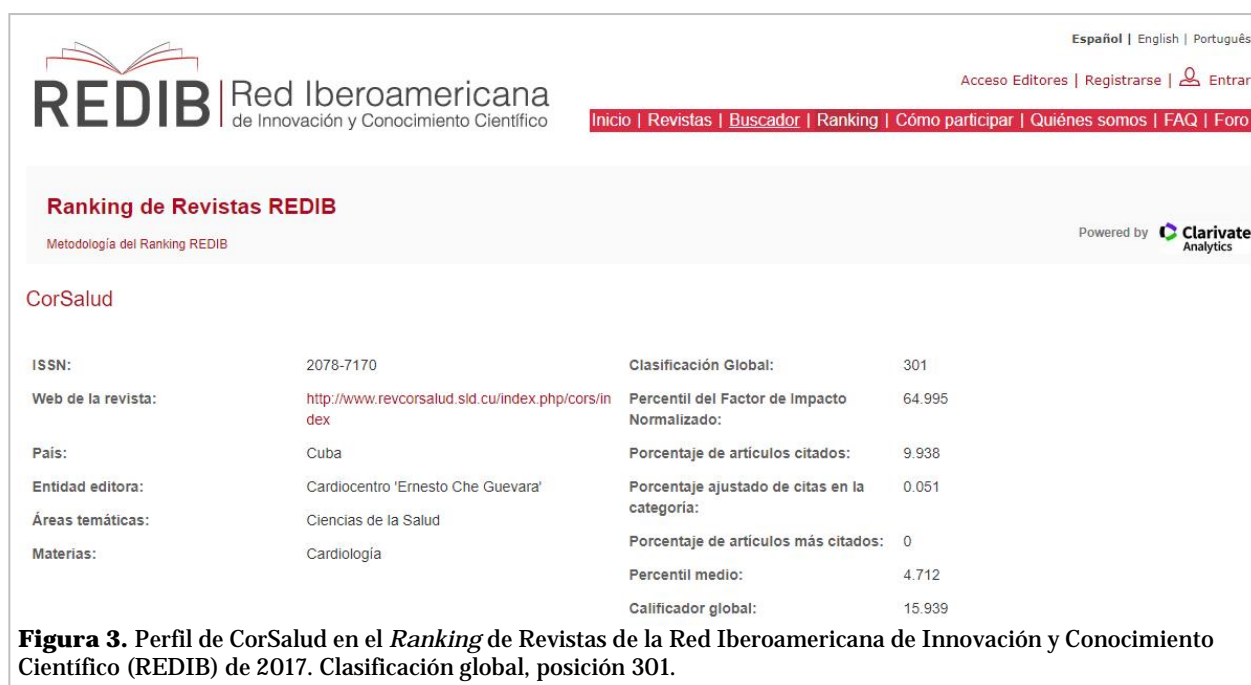 Español | English | Português
REDIB | Red Iberoamericana
de Innovación y Conocimiento Científico
Acceso Editores | Registrarse | Entrar
Inicio | Revistas | Buscador | Ranking | Cómo participar | Quiénes somos | FAQ | Foro
Ranking de Revistas REDIB
Metodología del Ranking REDIB
Powered by Clarivate
Analytics
CorSalud
ISSN: 2078-7170
Web de la revista: http://www.revcorsalud.sld.cu/index.php/cors/in
dex
País: Cuba
Entidad editora: Cardiocentro 'Ernesto Che Guevara'
Áreas temáticas: Ciencias de la Salud
Materias: Cardiología
Clasificación Global: 301
Percentil del Factor de Impacto 64.995
Normalizado:
Porcentaje de artículos citados: 9.938
Porcentaje ajustado de citas en la 0.051
categoría:
Porcentaje de artículos más citados: 0
Percentil medio: 4.712
Calificador global: 15.939
Figura 3. Perfil de CorSalud en el Ranking de Revistas de la Red Iberoamericana de Innovación y Conocimiento
Científico (REDIB) de 2017. Clasificación global, posición 301.